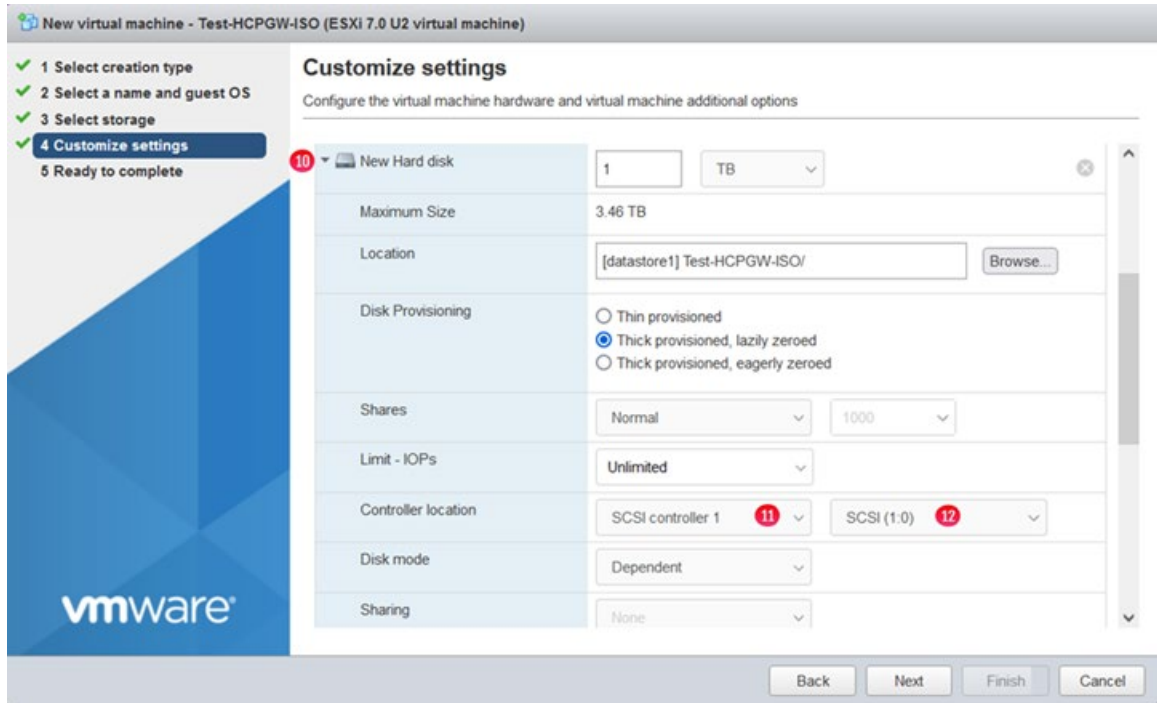 New virtual machine - Test-HCPGW-ISO (ESXi 7.0 U2 virtual machine)
1 Select creation type
2 Select a name and guest OS
3 Select storage
4 Customize settings
5 Ready to complete
vmware®
Customize settings
Configure the virtual machine hardware and virtual machine additional options
10 New Hard disk 1 TB
Maximum Size 3.46 TB
Location [datastore1] Test-HCPGW-ISO/ Browse...
Disk Provisioning
Thin provisioned
Thick provisioned, lazily zeroed
Thick provisioned, eagerly zeroed
Shares Normal 1000
Limit - IOPs Unlimited
Controller location SCSI controller 1 11 SCSI (1:0) 12
Disk mode Dependent
Sharing None
Back Next Finish Cancel